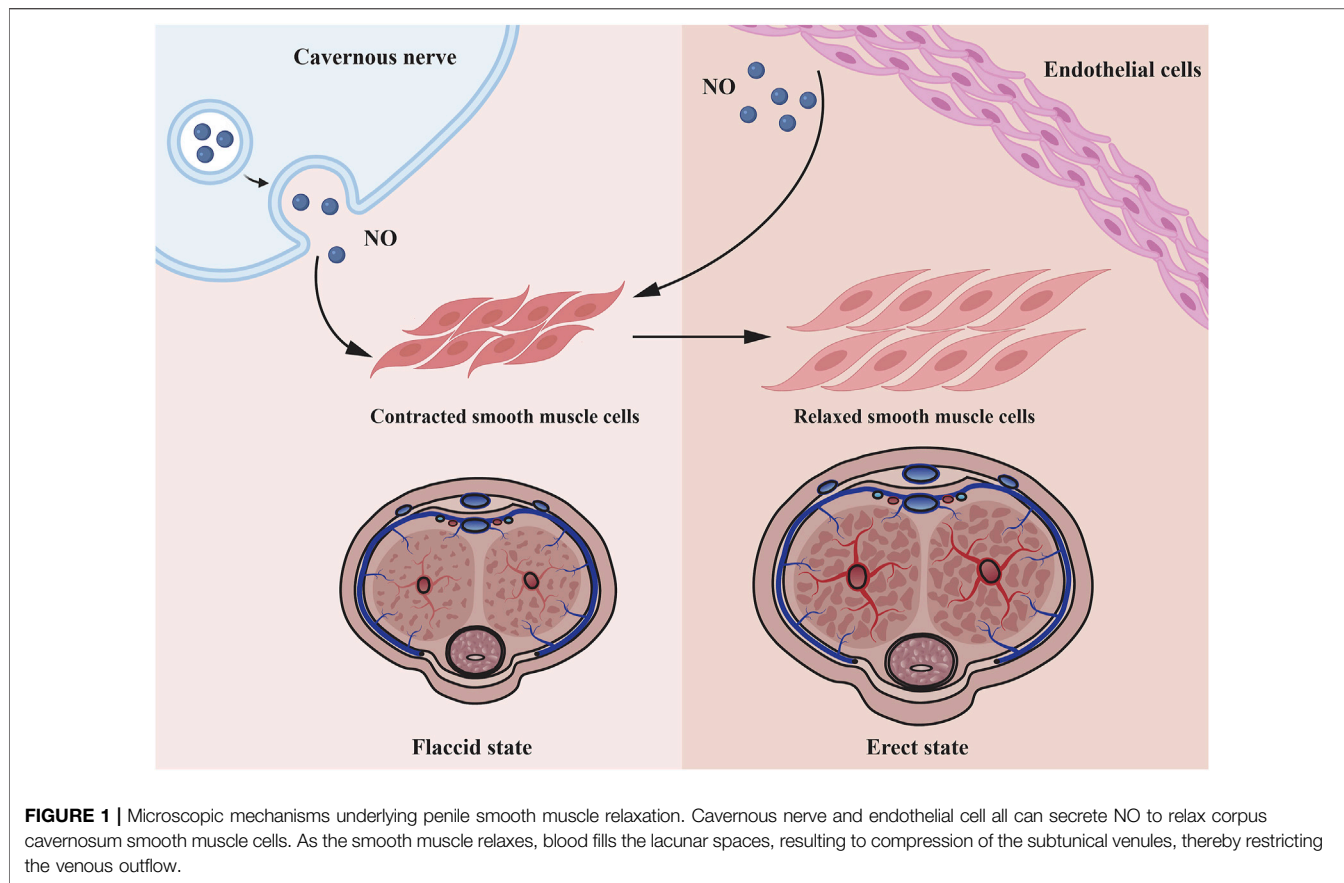 Cavernous nerve
Endothelial cells
NO
NO
Contracted smooth muscle cells
Relaxed smooth muscle cells
Flaccid state
Erect state
FIGURE 1 | Microscopic mechanisms underlying penile smooth muscle relaxation. Cavernous nerve and endothelial cell all can secrete NO to relax corpus
cavernosum smooth muscle cells. As the smooth muscle relaxes, blood fills the lacunar spaces, resulting to compression of the subtunical venules, thereby restricting
the venous outflow.